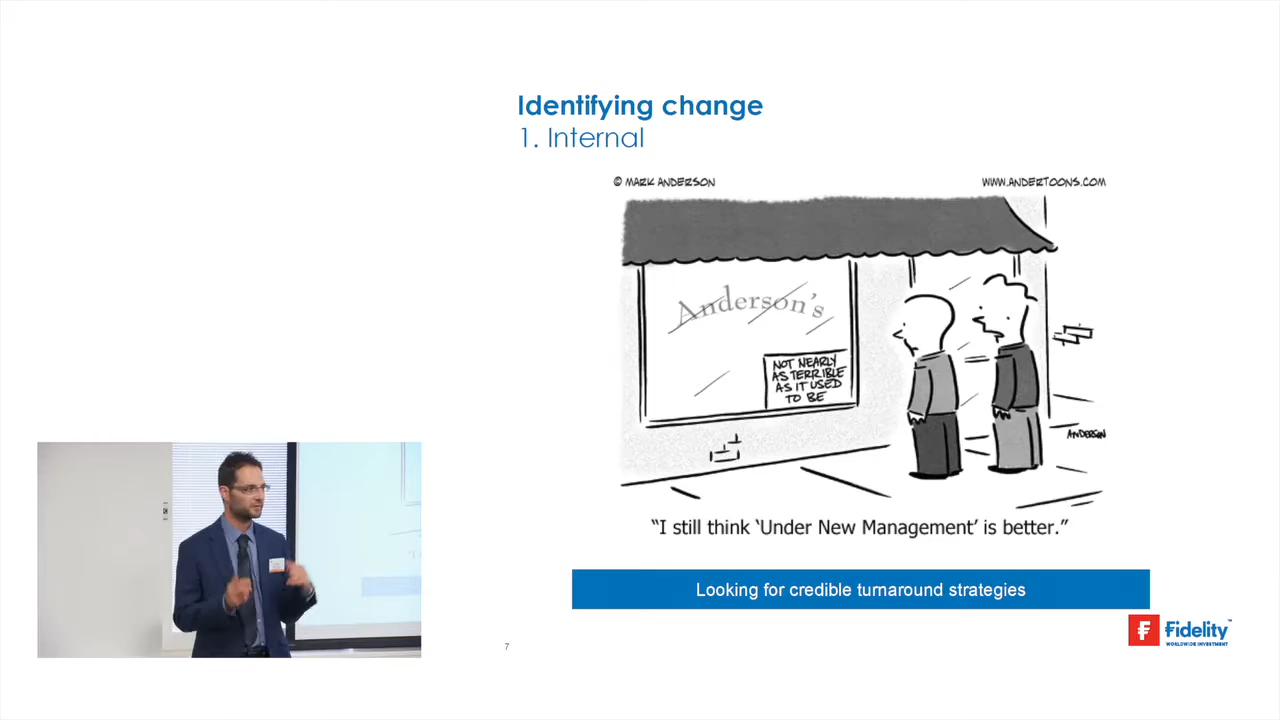 Identifying change
1. Internal
© MARK ANDERSON
WWW.ANDERTOONS.COM
Anderson's
NOT NEARLY
AS TERRIBLE
AS IT USED
TO BE
ANDERSON
“I still think ‘Under New Management’ is better.”
Looking for credible turnaround strategies
7
Fidelity™
WORLDWIDE INVESTMENT